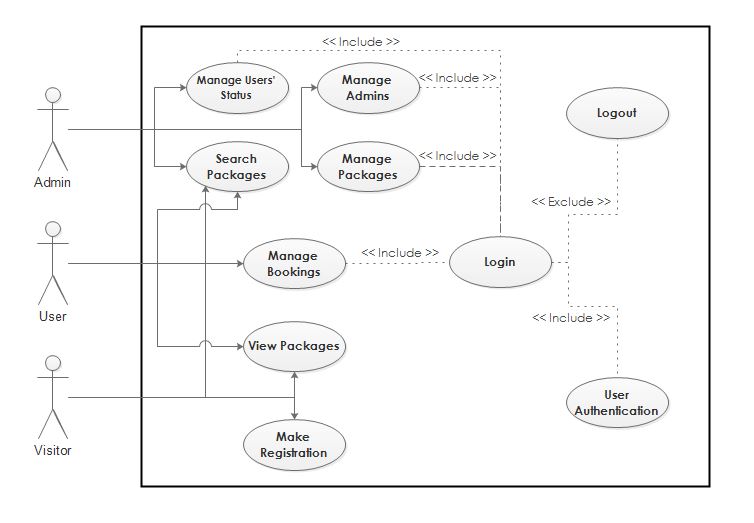 << Include >>
Manage Users'
Status
Manage
Admins
<< Include >>
Logout
Admin
Search
Packages
Manage
Packages
<< Include >>
<< Exclude >>
User
Manage
Bookings
<< Include >>
Login
<< Include >>
View Packages
Visitor
Make
Registration
User
Authentication